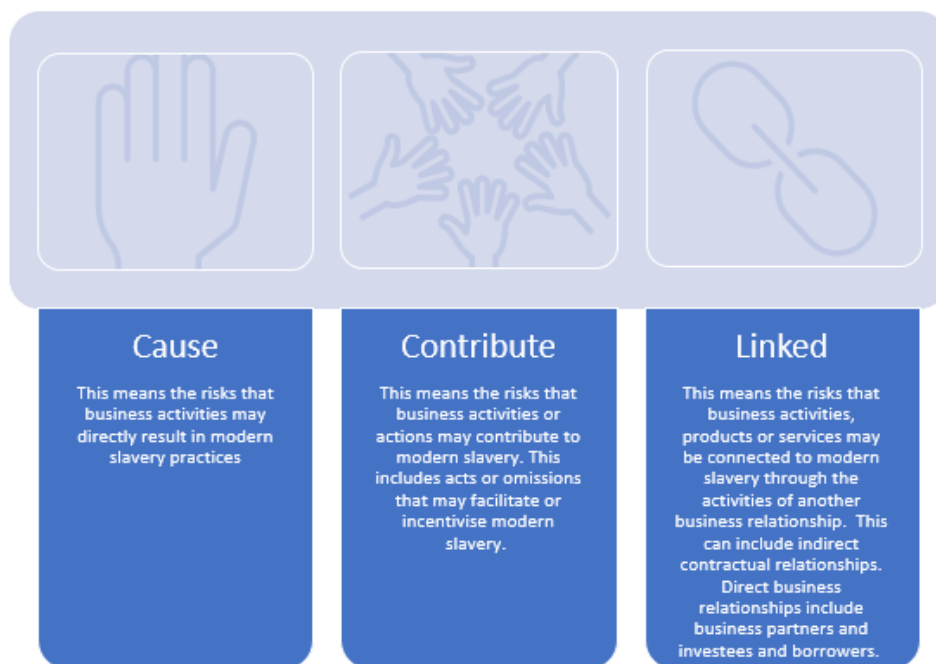 Cause
This means the risks that
business activities may
directly result in modern
slavery practices
Contribute
This means the risks that
business activities or
actions may contribute to
modern slavery. This
includes acts or omissions
that may facilitate or
incentivise modern
slavery.
Linked
This means the risks that
business activities,
products or services may
be connected to modern
slavery through the
activities of another
business relationship.  This
can include indirect
contractual relationships.
Direct business
relationships include
business partners and
investees and borrowers.